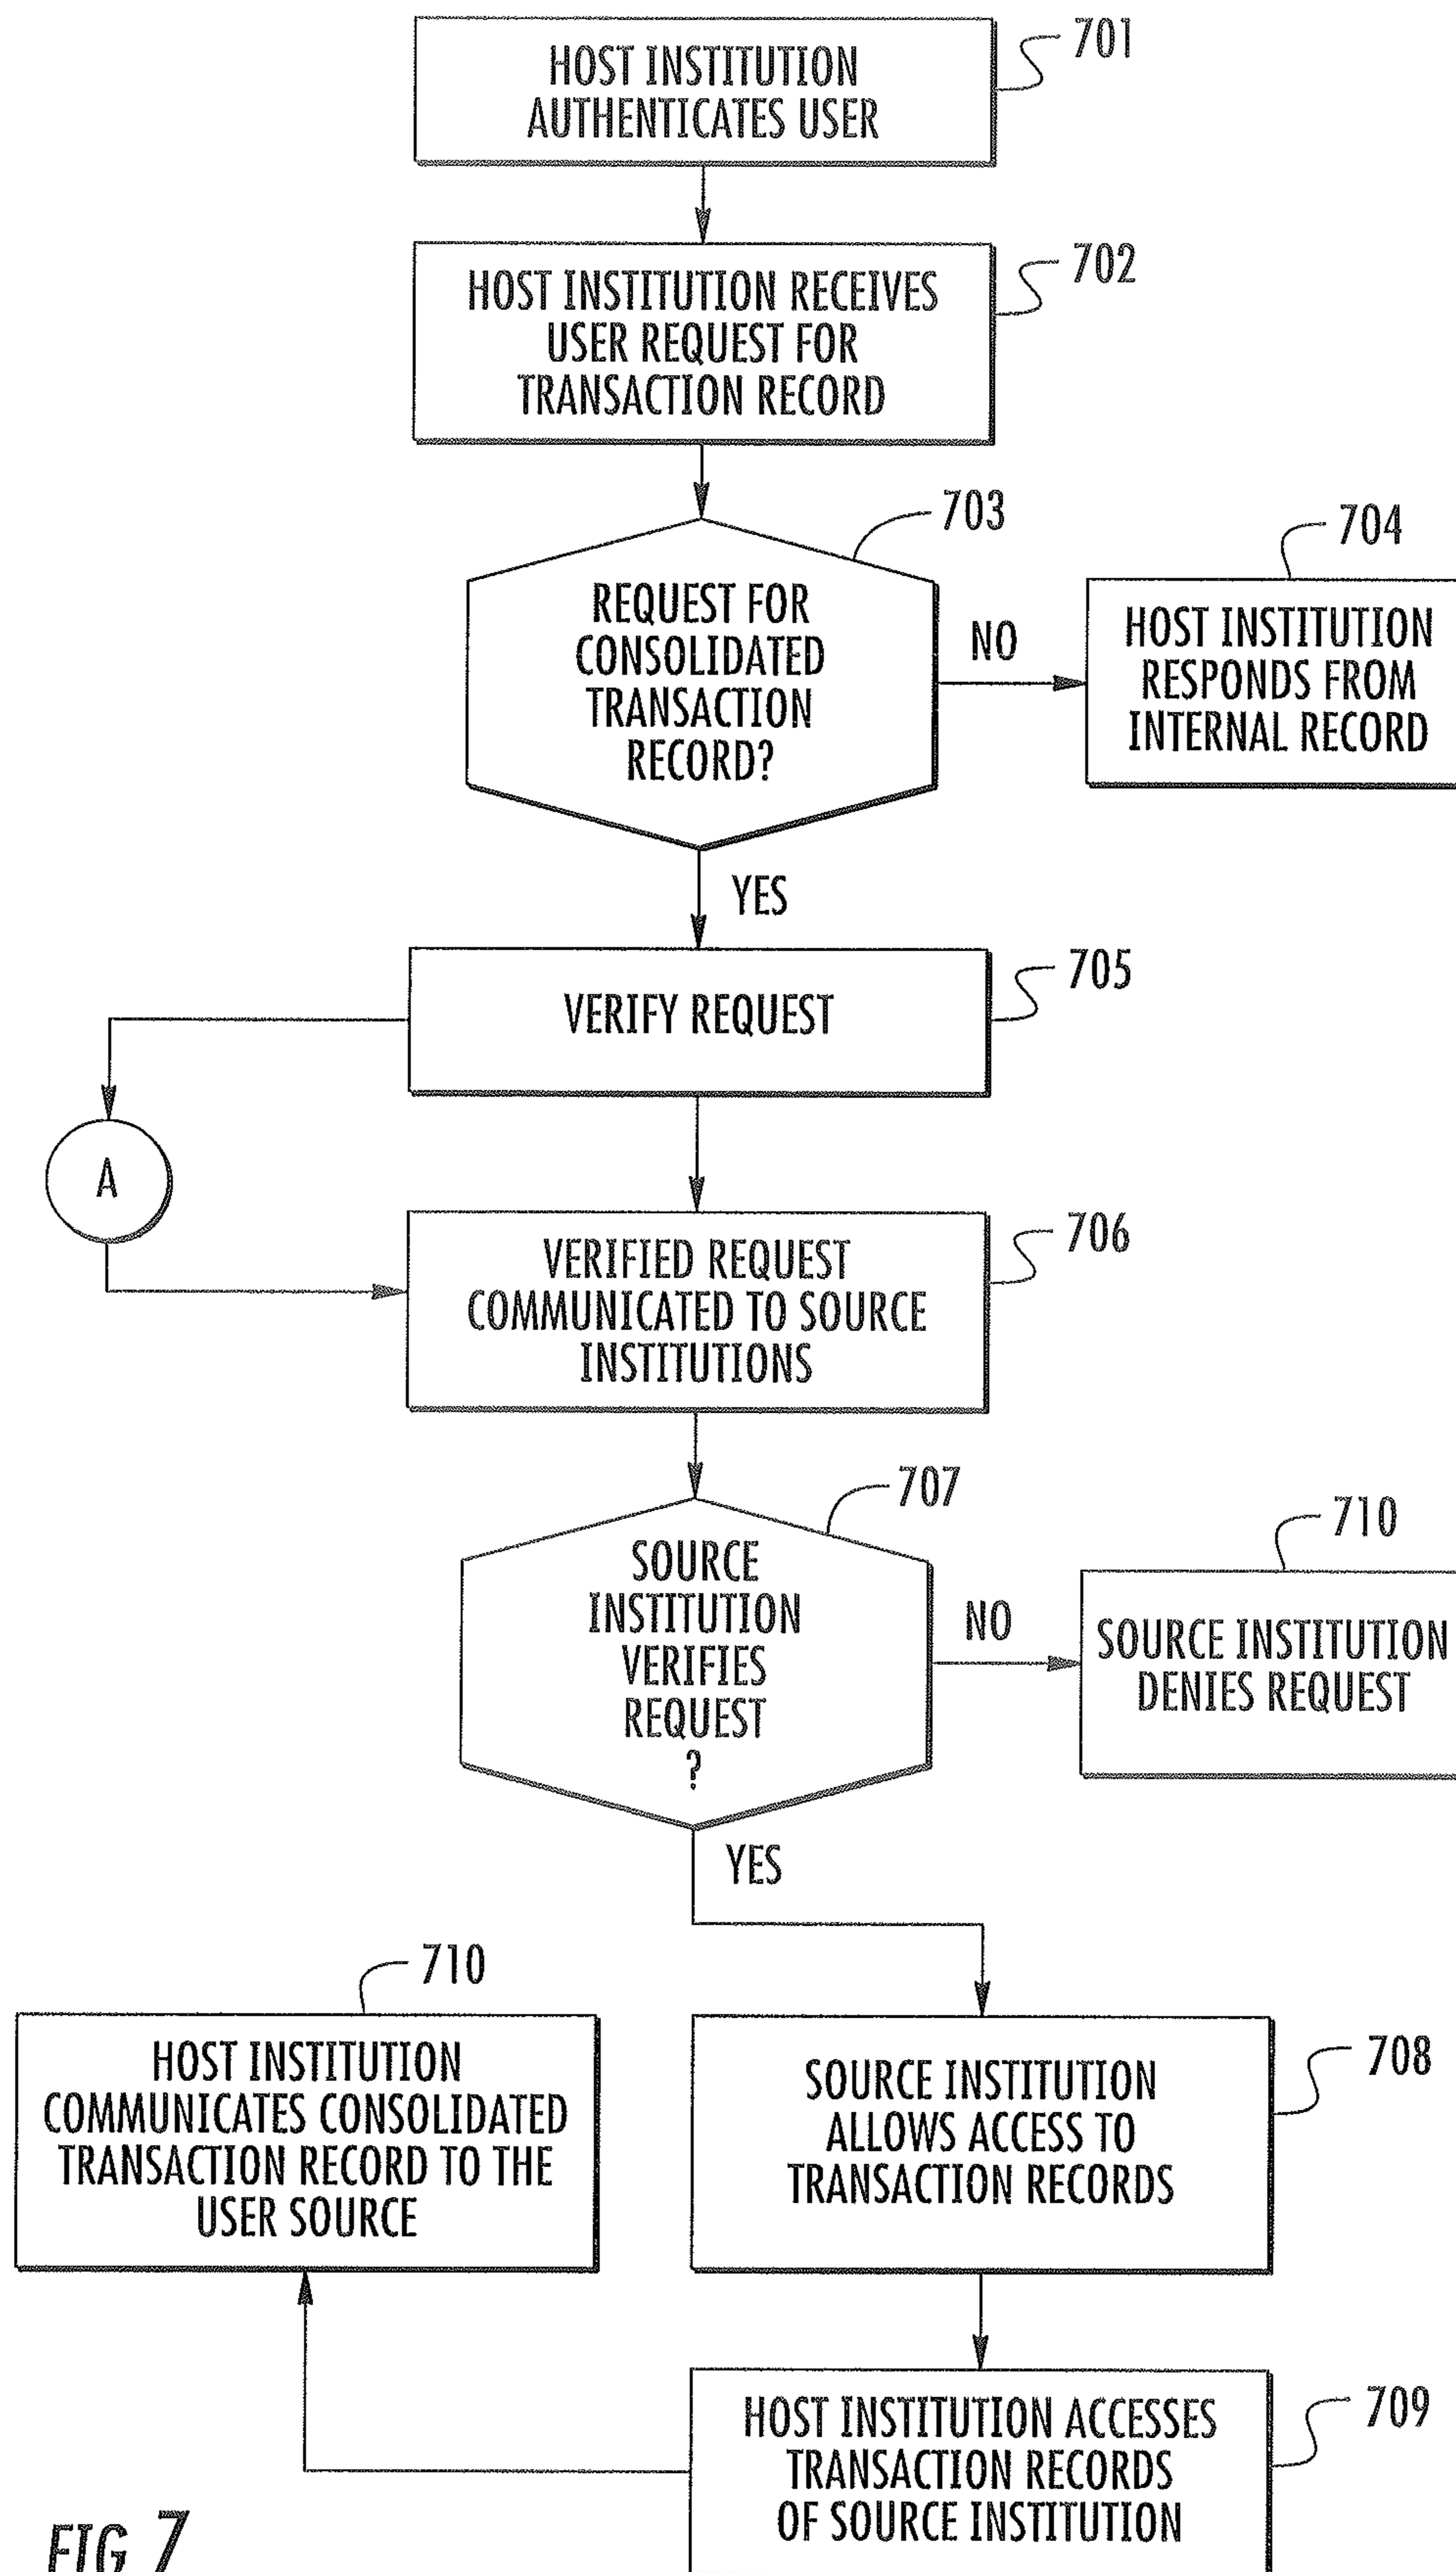 701
HOST INSTITUTION
AUTHENTICATES USER
702
HOST INSTITUTION RECEIVES
USER REQUEST FOR
TRANSACTION RECORD
703
REQUEST FOR
CONSOLIDATED
TRANSACTION
RECORD?
NO
704
HOST INSTITUTION
RESPONDS FROM
INTERNAL RECORD
YES
705
VERIFY REQUEST
A
706
VERIFIED REQUEST
COMMUNICATED TO SOURCE
INSTITUTIONS
707
SOURCE
INSTITUTION
VERIFIES
REQUEST
?
NO
710
SOURCE INSTITUTION
DENIES REQUEST
YES
710
HOST INSTITUTION
COMMUNICATES CONSOLIDATED
TRANSACTION RECORD TO THE
USER SOURCE
708
SOURCE INSTITUTION
ALLOWS ACCESS TO
TRANSACTION RECORDS
709
HOST INSTITUTION ACCESSES
TRANSACTION RECORDS
OF SOURCE INSTITUTION
FIG 7